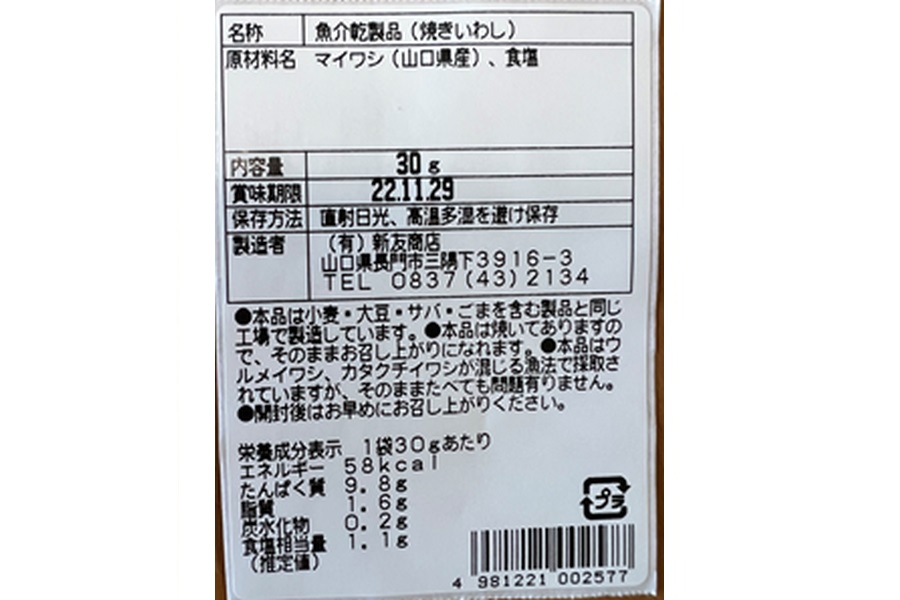 名称 魚介乾製品（焼きいわし）
原材料名 マイワシ（山口県産）、食塩
内容量 30g
賞味期限 22.11.29
保存方法 直射日光、高温多湿を避け保存
製造者 （有）新友商店
山口県長門市三隅下3916-3
TEL 0837(43)2134
●本品は小麦・大豆・サバ・ごまを含む製品と同じ
工場で製造しています。●本品は焼いてありますの
で、そのままお召し上がりになれます。●本品はウ
ルメイワシ、カタクチイワシが混じる漁法で採取さ
れていますが、そのままたべても問題有りません。
●開封後はお早めにお召し上がりください。
栄養成分表示 1袋30gあたり
エネルギー 58kcal
たんぱく質 9.8g
脂質 1.6g
炭水化物 0.2g
食塩相当量 1.1g
（推定値）
プラ
4 981221 002577